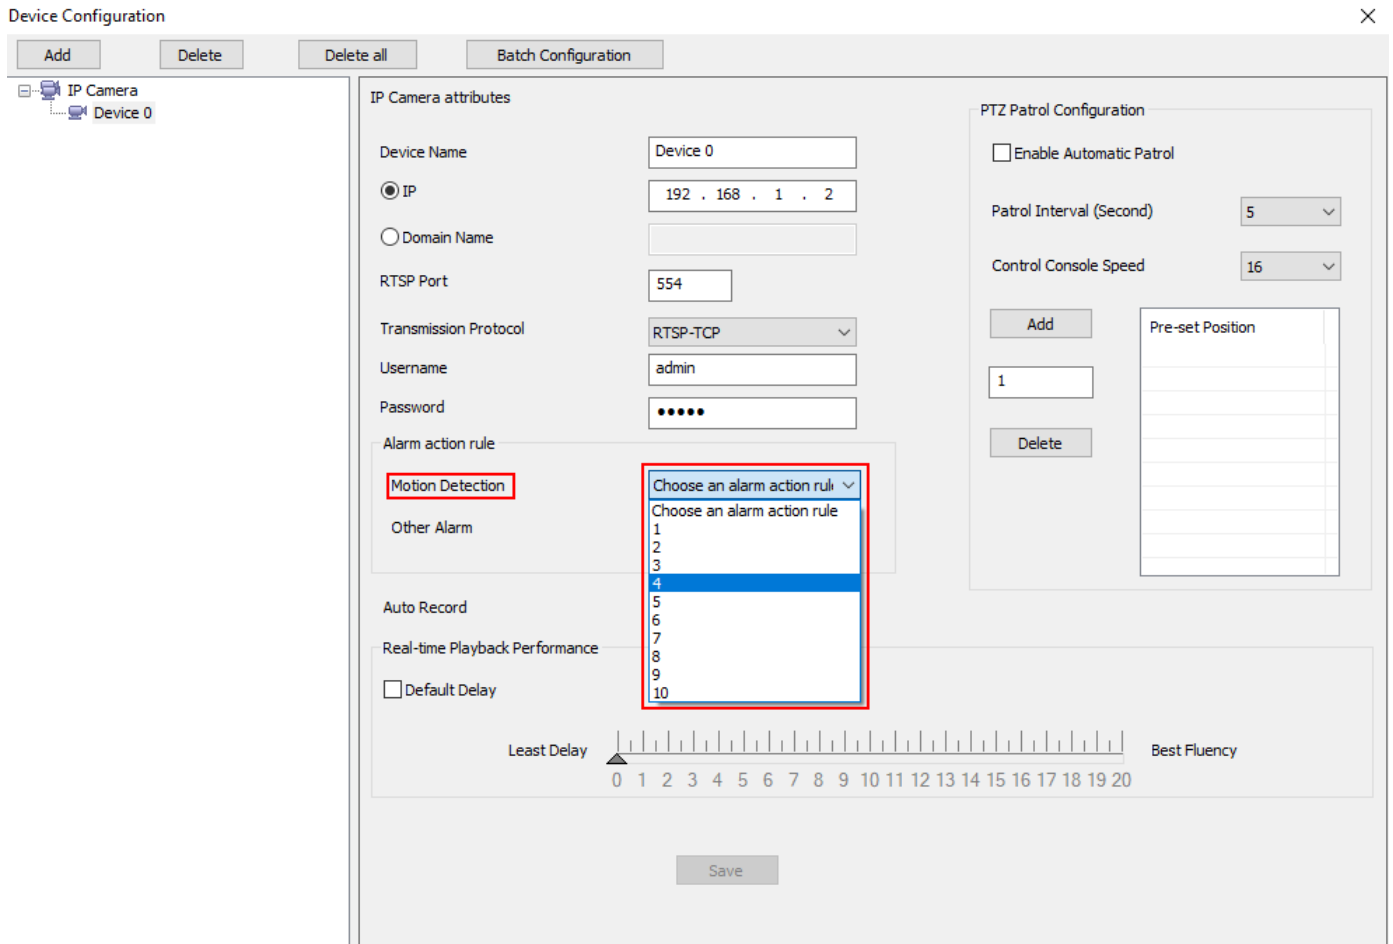 Device Configuration
Add
Delete
Delete all
Batch Configuration
IP Camera
Device 0
IP Camera attributes
Device Name
Device 0
IP
192 . 168 . 1 . 2
Domain Name
RTSP Port
554
Transmission Protocol
RTSP-TCP
Username
admin
Password
•••••
Alarm action rule
Motion Detection
Choose an alarm action rul
Choose an alarm action rule
1
2
3
4
5
6
7
8
9
10
Other Alarm
Auto Record
Real-time Playback Performance
Default Delay
Least Delay
Best Fluency
0 1 2 3 4 5 6 7 8 9 10 11 12 13 14 15 16 17 18 19 20
Save
PTZ Patrol Configuration
Enable Automatic Patrol
Patrol Interval (Second)
5
Control Console Speed
16
Add
1
Delete
Pre-set Position